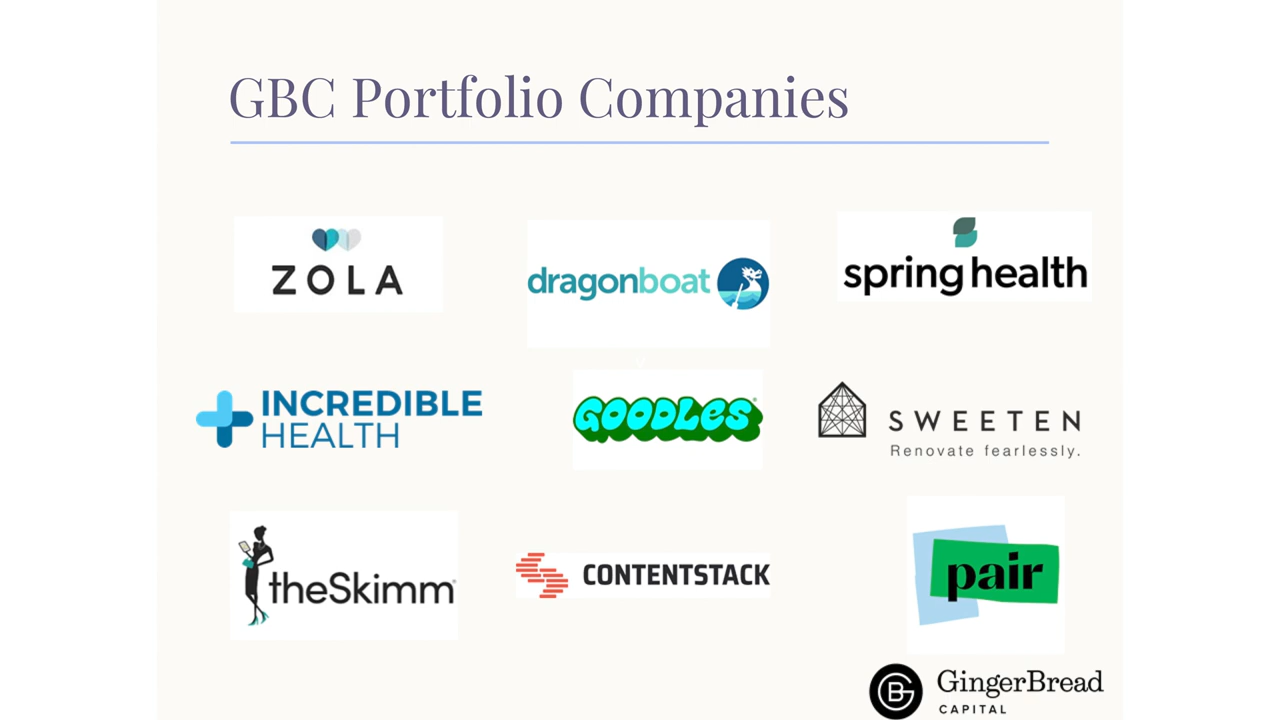 GBC Portfolio Companies
ZOLA
dragonboat
spring health
INCREDIBLE
HEALTH
GOODLES
SWEETEN
Renovate fearlessly.
theSkimm
CONTENTSTACK
pair
GingerBread
CAPITAL